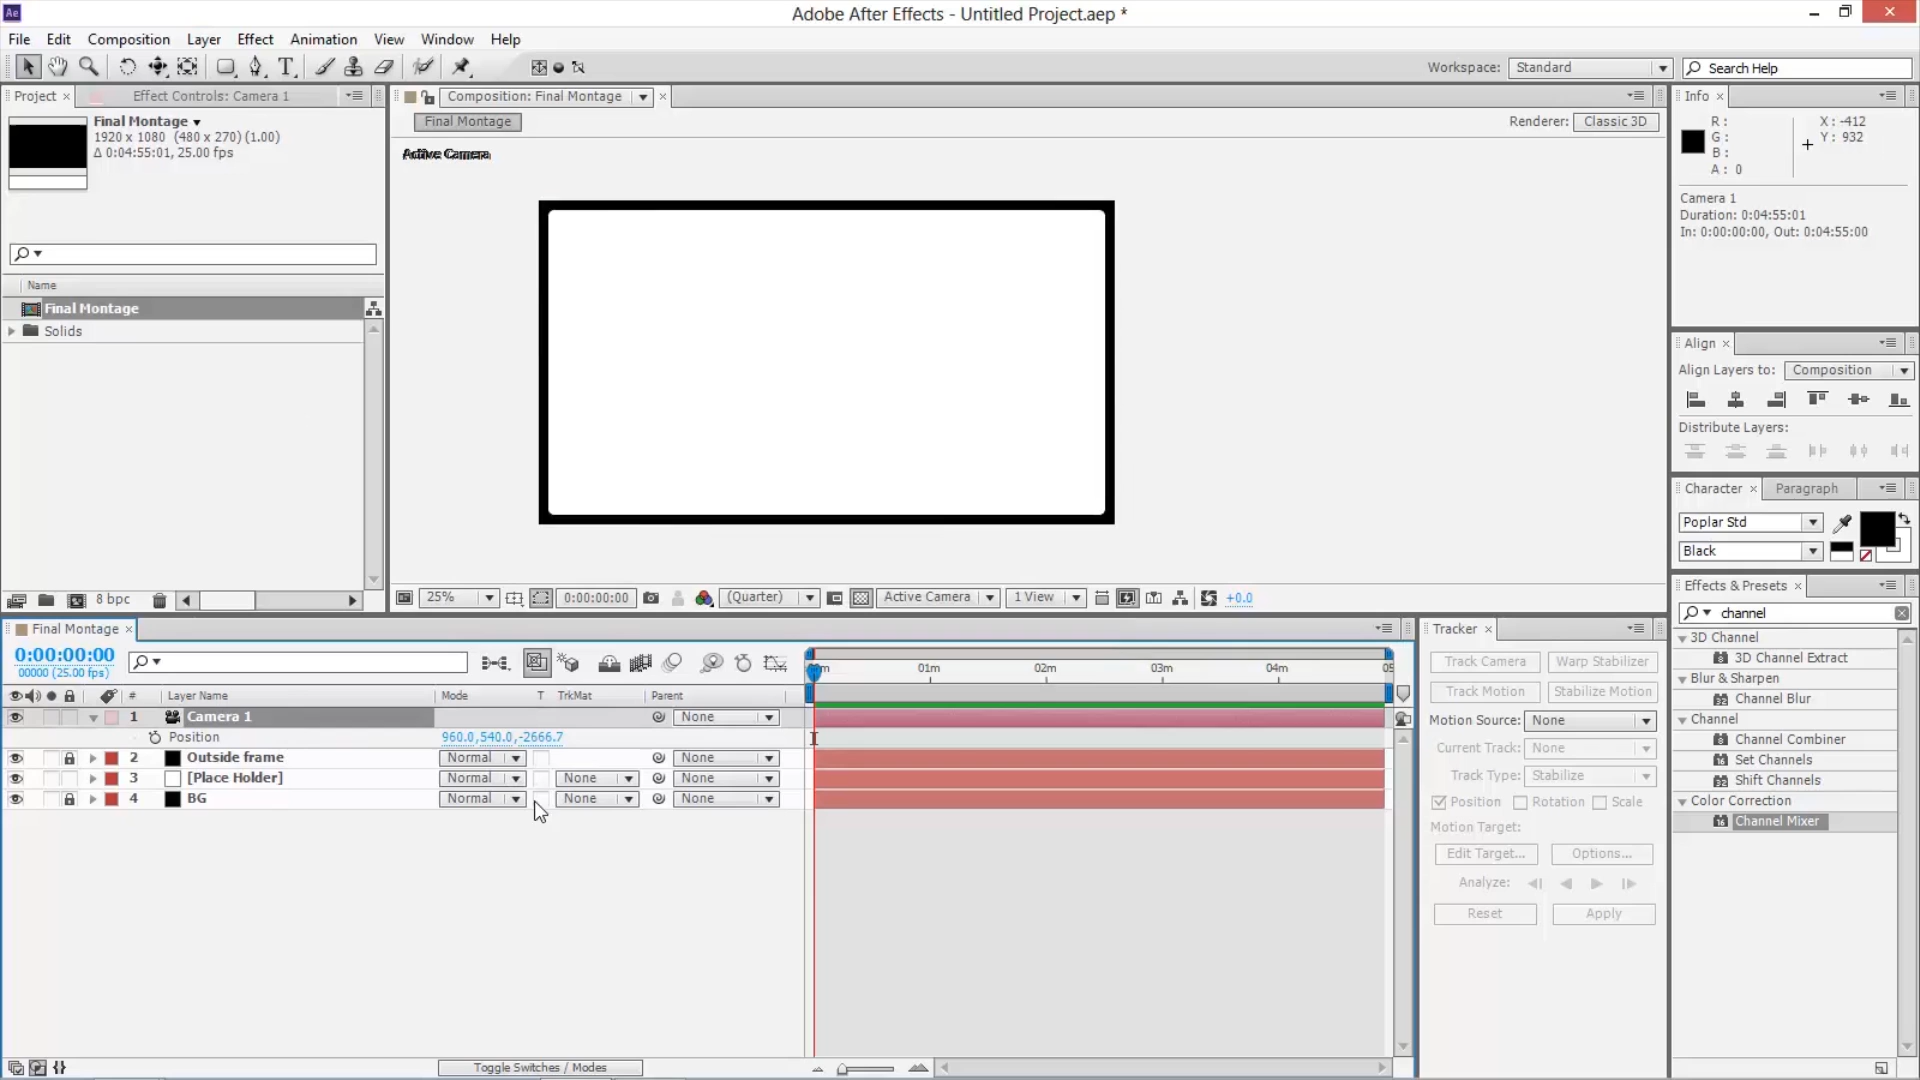 Ae
Adobe After Effects - Untitled Project.aep *
File Edit Composition Layer Effect Animation View Window Help
Workspace: Standard Search Help
Project × Effect Controls: Camera 1
Composition: Final Montage ×
Info ×
Final Montage
1920 x 1080 (480 x 270) (1.00)
Δ 0:04:55:01, 25.00 fps
Final Montage
Renderer: Classic 3D
Active Camera
R :
G :
B :
A : 0
X : -412
Y : 932
Camera 1
Duration: 0:04:55:01
In: 0:00:00:00, Out: 0:04:55:00
Name
Final Montage
Solids
8 bpc
Align ×
Align Layers to: Composition
Distribute Layers:
Character × Paragraph
Poplar Std
Black
Effects & Presets ×
channel
3D Channel
3D Channel Extract
Blur & Sharpen
Channel Blur
Channel
Channel Combiner
Set Channels
Shift Channels
Color Correction
Channel Mixer
25% 0:00:00:00 (Quarter) Active Camera 1 View +0.0
Final Montage ×
0:00:00:00
00000 (25.00 fps)
01m 02m 03m 04m 05
# Layer Name Mode T TrkMat Parent
1 Camera 1 None
Position 960.0,540.0,-2666.7
2 Outside frame Normal None
3 [Place Holder] Normal None None
4 BG Normal None None
Toggle Switches / Modes
Tracker ×
Track Camera Warp Stabilizer
Track Motion Stabilize Motion
Motion Source: None
Current Track: None
Track Type: Stabilize
Position Rotation Scale
Motion Target:
Edit Target... Options...
Analyze:
Reset Apply